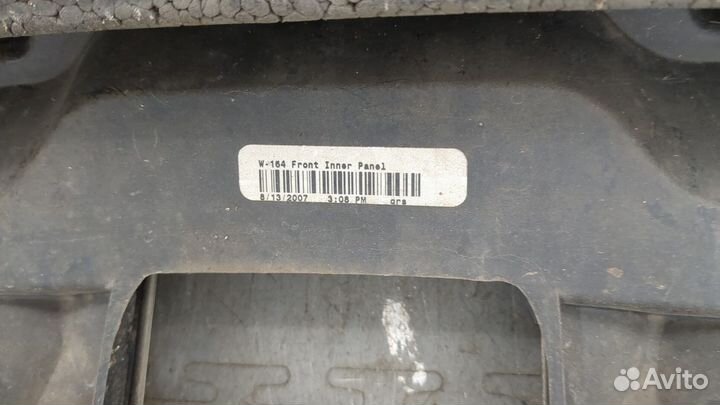 W-164 Front Inner Panel
8/13/2007 3:08 PM grs
Avito